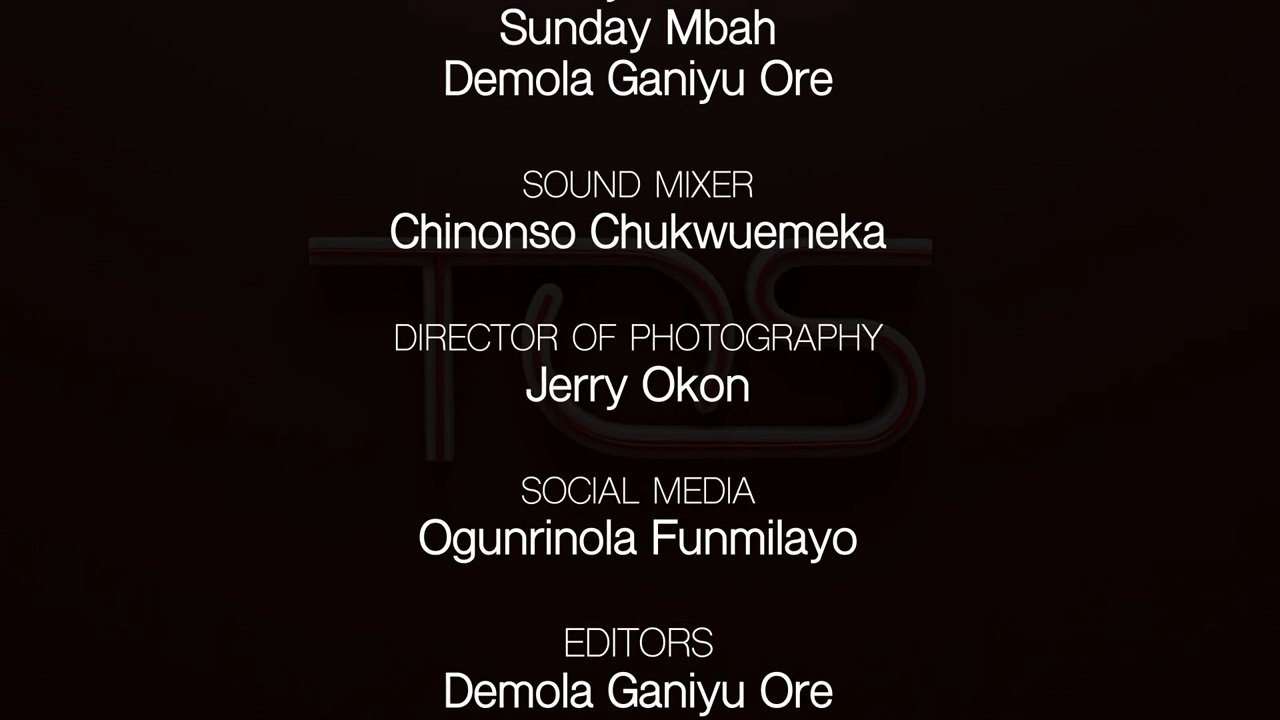 Sunday Mbah
Demola Ganiyu Ore
SOUND MIXER
Chinonso Chukwuemeka
TDS
DIRECTOR OF PHOTOGRAPHY
Jerry Okon
SOCIAL MEDIA
Ogunrinola Funmilayo
EDITORS
Demola Ganiyu Ore